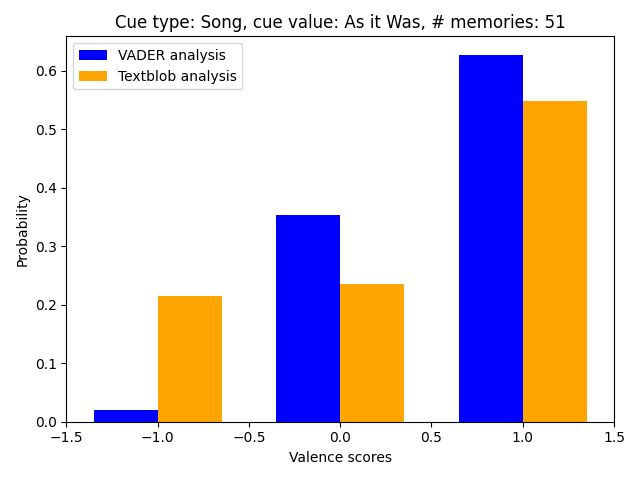 Cue type: Song, cue value: As it Was, # memories: 51
VADER analysis
Textblob analysis
Probability
0.6
0.5
0.4
0.3
0.2
0.1
0.0
−1.5 −1.0 −0.5 0.0 0.5 1.0 1.5
Valence scores